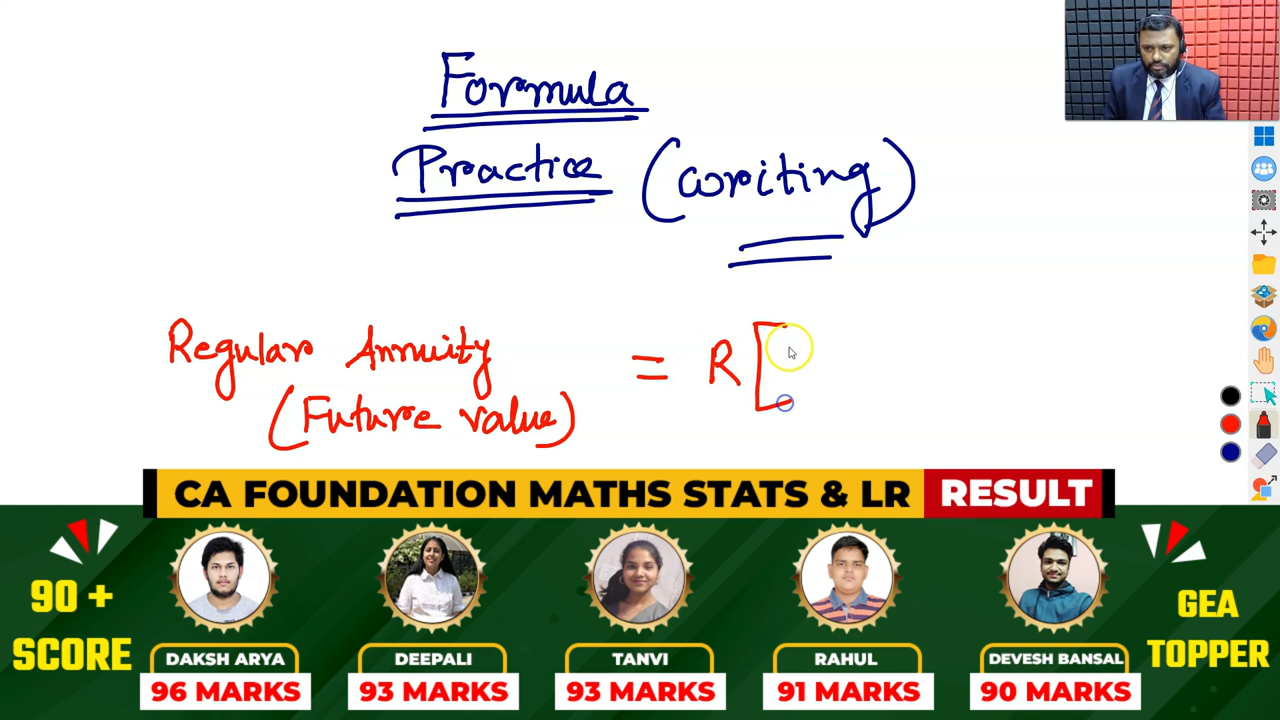 Formula
Practice (writing)
Regular Annuity = R [
(Future value)
CA FOUNDATION MATHS STATS & LR RESULT
90 +
SCORE
DAKSH ARYA
96 MARKS
DEEPALI
93 MARKS
TANVI
93 MARKS
RAHUL
91 MARKS
DEVESH BANSAL
90 MARKS
GEA
TOPPER